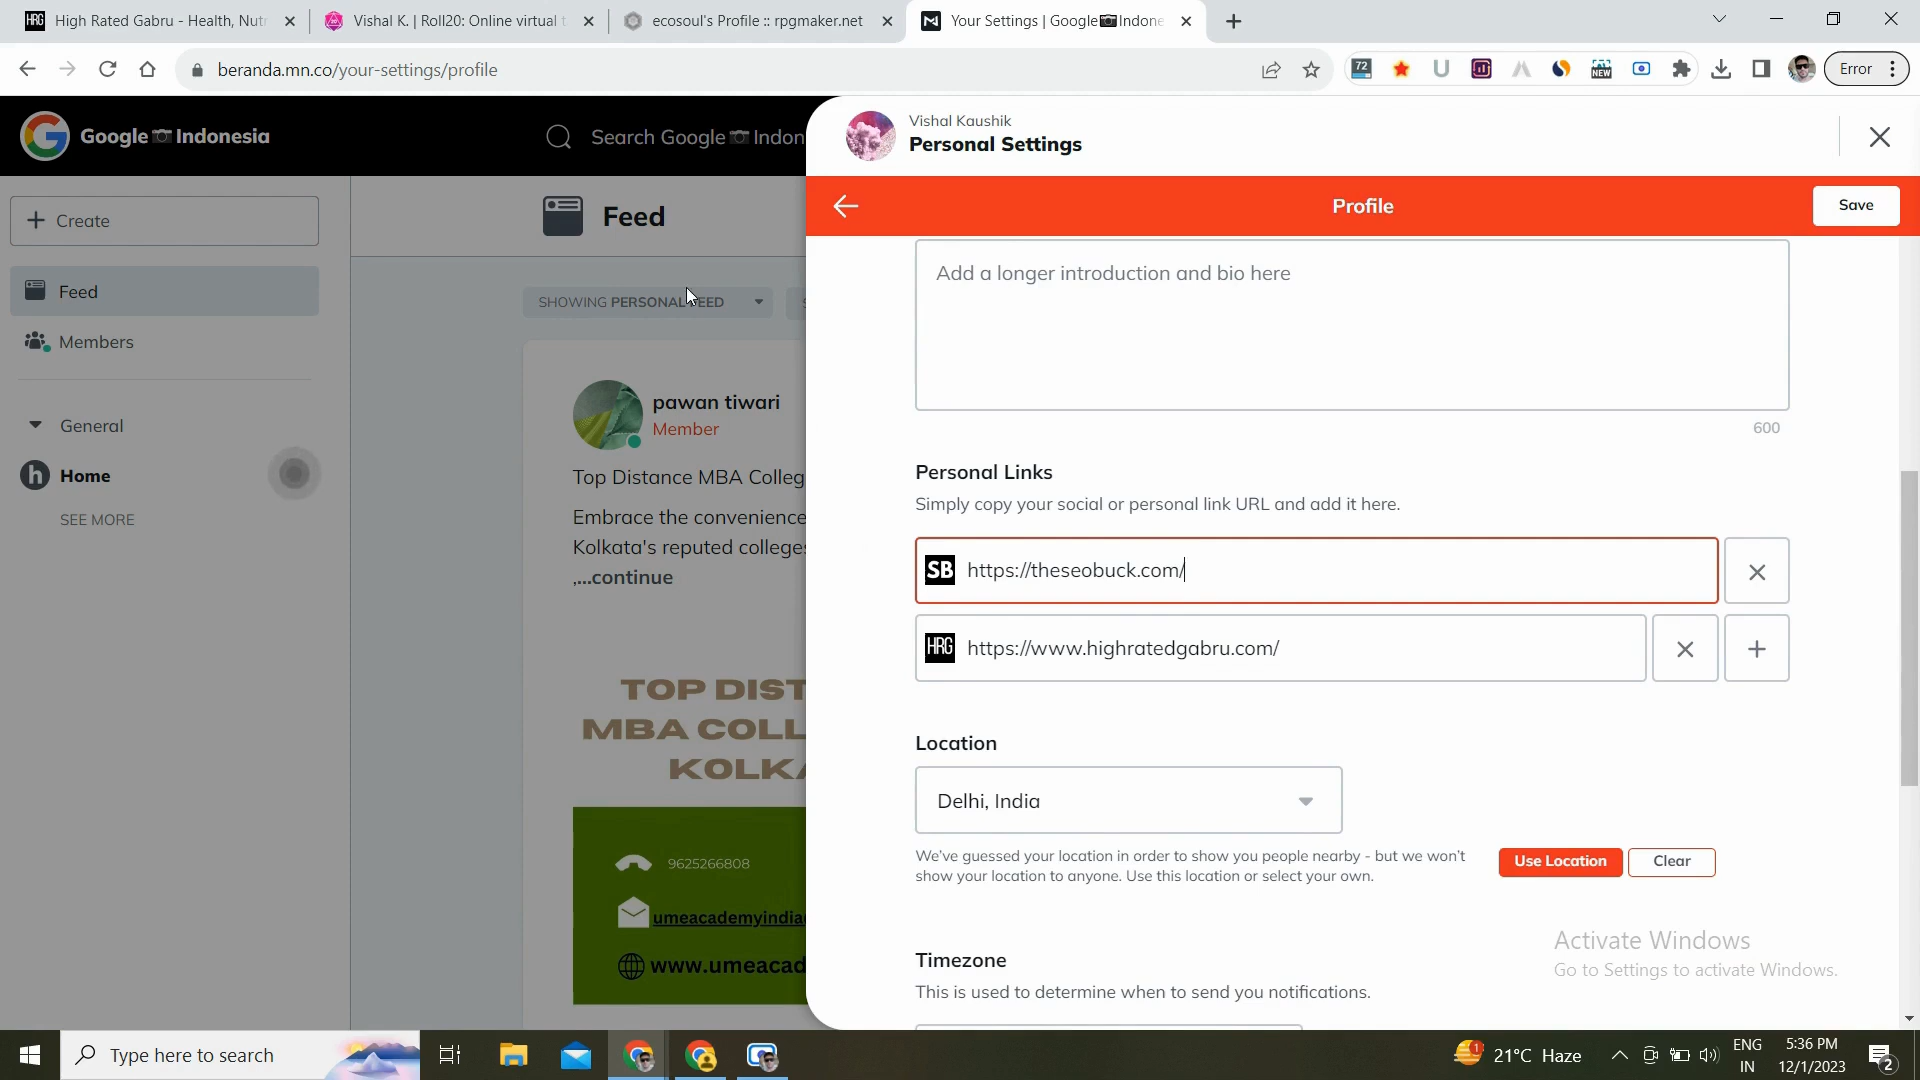 HRG High Rated Gabru - Health, Nutr
Vishal K. | Roll20: Online virtual t
ecosoul's Profile :: rpgmaker.net
Your Settings | Google📷Indone
beranda.mn.co/your-settings/profile
72
NEW
Error
Google📷Indonesia
Search Google📷Indon
Vishal Kaushik
Personal Settings
Create
Feed
Members
General
h Home
SEE MORE
Feed
SHOWING PERSONAL FEED
pawan tiwari
Member
Top Distance MBA Colleg
Embrace the convenience
Kolkata's reputed colleges
,...continue
TOP DIST
MBA COLL
KOLKA
9625266808
umeacademyindia
www.umeacad
Profile
Save
Add a longer introduction and bio here
600
Personal Links
Simply copy your social or personal link URL and add it here.
SB https://theseobuck.com/
HRG https://www.highratedgabru.com/
Location
Delhi, India
We've guessed your location in order to show you people nearby - but we won't
show your location to anyone. Use this location or select your own.
Use Location
Clear
Timezone
This is used to determine when to send you notifications.
Activate Windows
Go to Settings to activate Windows.
Type here to search
1
21°C Haze
ENG
IN
5:36 PM
12/1/2023
2